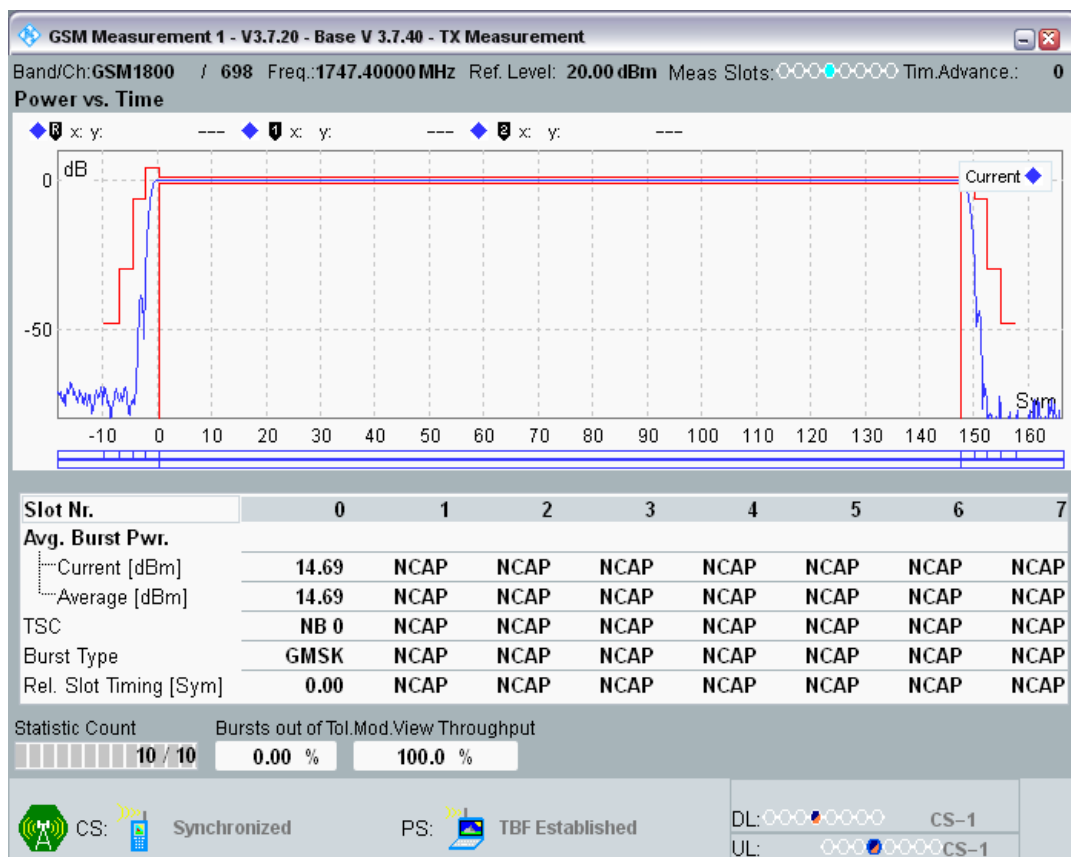 GSM Measurement 1 - V3.7.20 - Base V 3.7.40 - TX Measurement
Band/Ch:GSM1800 / 698 Freq.:1747.40000 MHz Ref. Level: 20.00 dBm Meas Slots: Tim.Advance.: 0
Power vs. Time
R x: y: --- 1 x: y: --- 2 x: y: ---
dB
Current
0
-50
Sym
-10 0 10 20 30 40 50 60 70 80 90 100 110 120 130 140 150 160
Slot Nr. 0 1 2 3 4 5 6 7
Avg. Burst Pwr.
Current [dBm] 14.69 NCAP NCAP NCAP NCAP NCAP NCAP NCAP
Average [dBm] 14.69 NCAP NCAP NCAP NCAP NCAP NCAP NCAP
TSC NB 0 NCAP NCAP NCAP NCAP NCAP NCAP NCAP
Burst Type GMSK NCAP NCAP NCAP NCAP NCAP NCAP NCAP
Rel. Slot Timing [Sym] 0.00 NCAP NCAP NCAP NCAP NCAP NCAP NCAP
Statistic Count Bursts out of Tol. Mod.View Throughput
10 / 10 0.00 % 100.0 %
CS: Synchronized PS: TBF Established
DL: CS-1
UL: CS-1